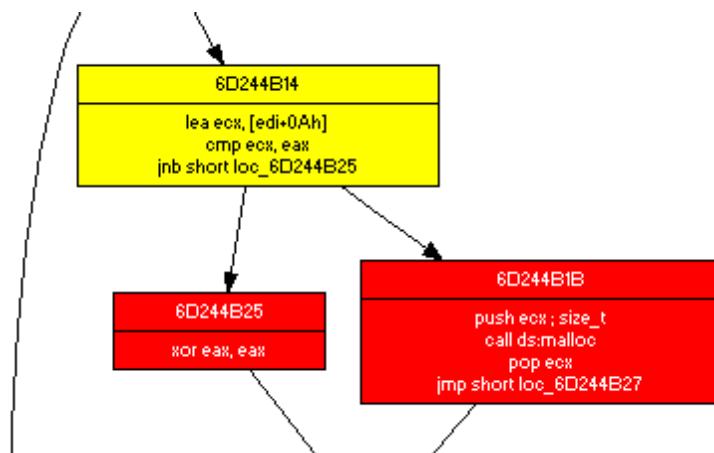 6D244B14
lea ecx, [edi+0Ah]
cmp ecx, eax
jnb short loc_6D244B25
6D244B25
xor eax, eax
6D244B1B
push ecx ; size_t
call ds:malloc
pop ecx
jmp short loc_6D244B27